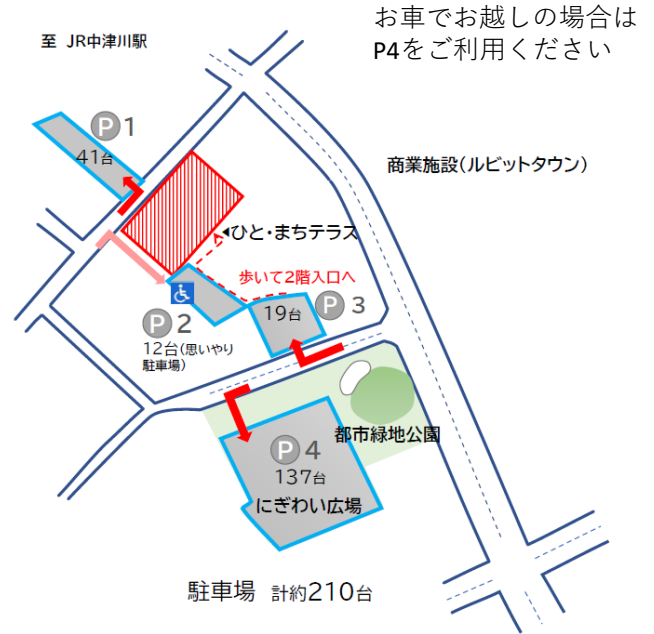 お車でお越しの場合は
P4をご利用ください
至 JR中津川駅
P 1
41台
商業施設(ルビットタウン)
◀ひと・まちテラス
歩いて2階入口へ
P 2
12台(思いやり
駐車場)
P 3
19台
都市緑地公園
P 4
137台
にぎわい広場
駐車場 計約210台